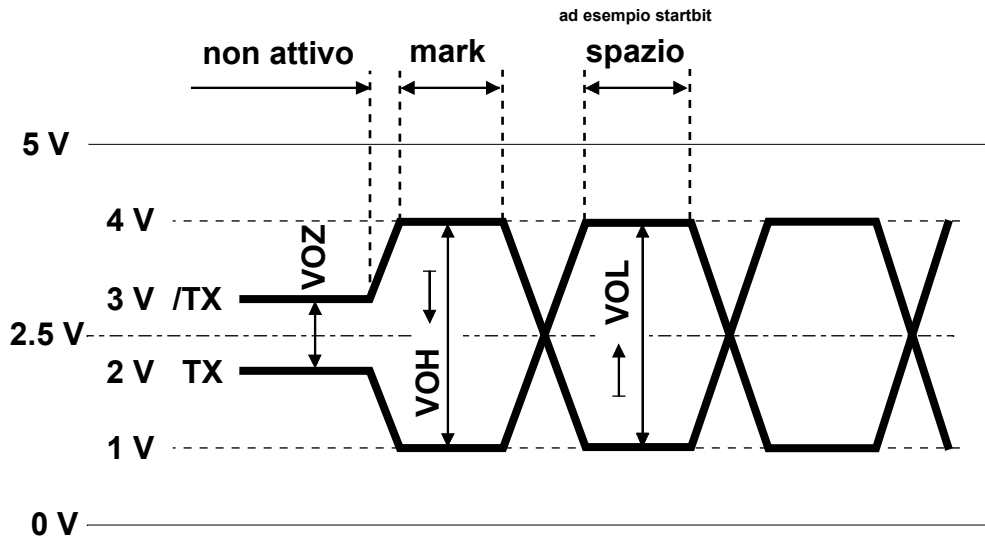 ad esempio startbit
non attivo
mark
spazio
5 V
4 V
VOZ
3 V /TX
VOL
2.5 V
VOH
2 V TX
1 V
0 V